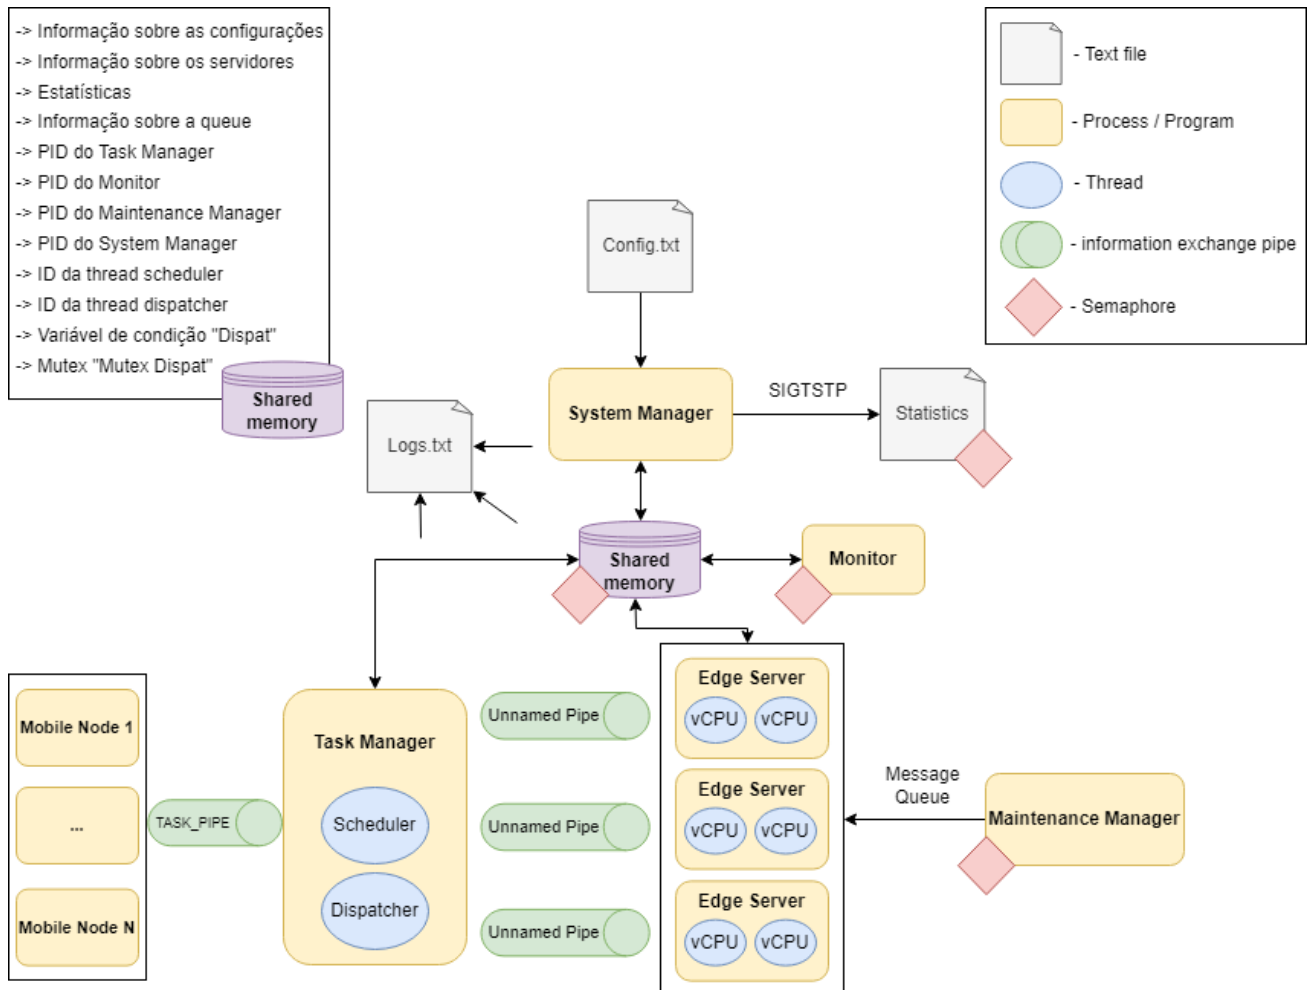 -> Informação sobre as configurações
-> Informação sobre os servidores
-> Estatísticas
-> Informação sobre a queue
-> PID do Task Manager
-> PID do Monitor
-> PID do Maintenance Manager
-> PID do System Manager
-> ID da thread scheduler
-> ID da thread dispatcher
-> Variável de condição "Dispat"
-> Mutex "Mutex Dispat"
Shared
memory
- Text file
- Process / Program
- Thread
- information exchange pipe
- Semaphore
Config.txt
System Manager
SIGTSTP
Statistics
Logs.txt
Shared
memory
Monitor
Mobile Node 1
...
Mobile Node N
TASK_PIPE
Task Manager
Scheduler
Dispatcher
Unnamed Pipe
Unnamed Pipe
Unnamed Pipe
Edge Server
vCPU vCPU
Edge Server
vCPU vCPU
Edge Server
vCPU vCPU
Message
Queue
Maintenance Manager